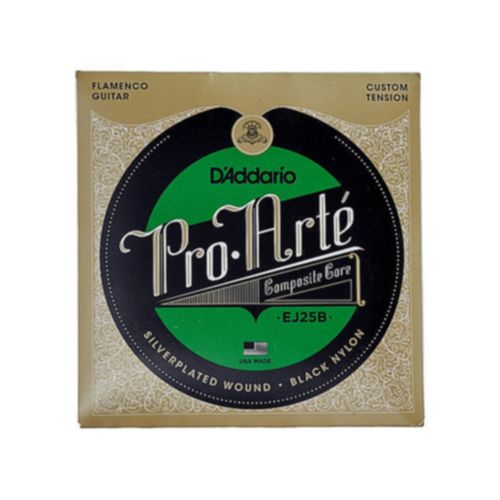 FLAMENCO
GUITAR
CUSTOM
TENSION
D'Addario
Pro·Arté
Composite Core
·EJ25B·
USA MADE
SILVERPLATED WOUND · BLACK NYLON